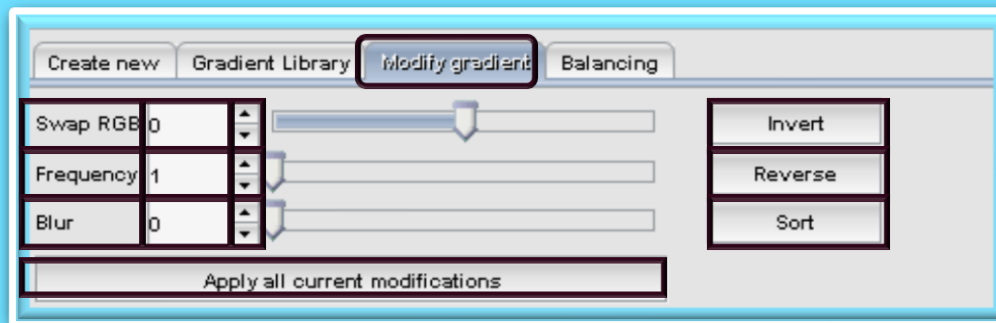 Create new Gradient Library Modify gradient Balancing
Swap RGB 0 Invert
Frequency 1 Reverse
Blur 0 Sort
Apply all current modifications